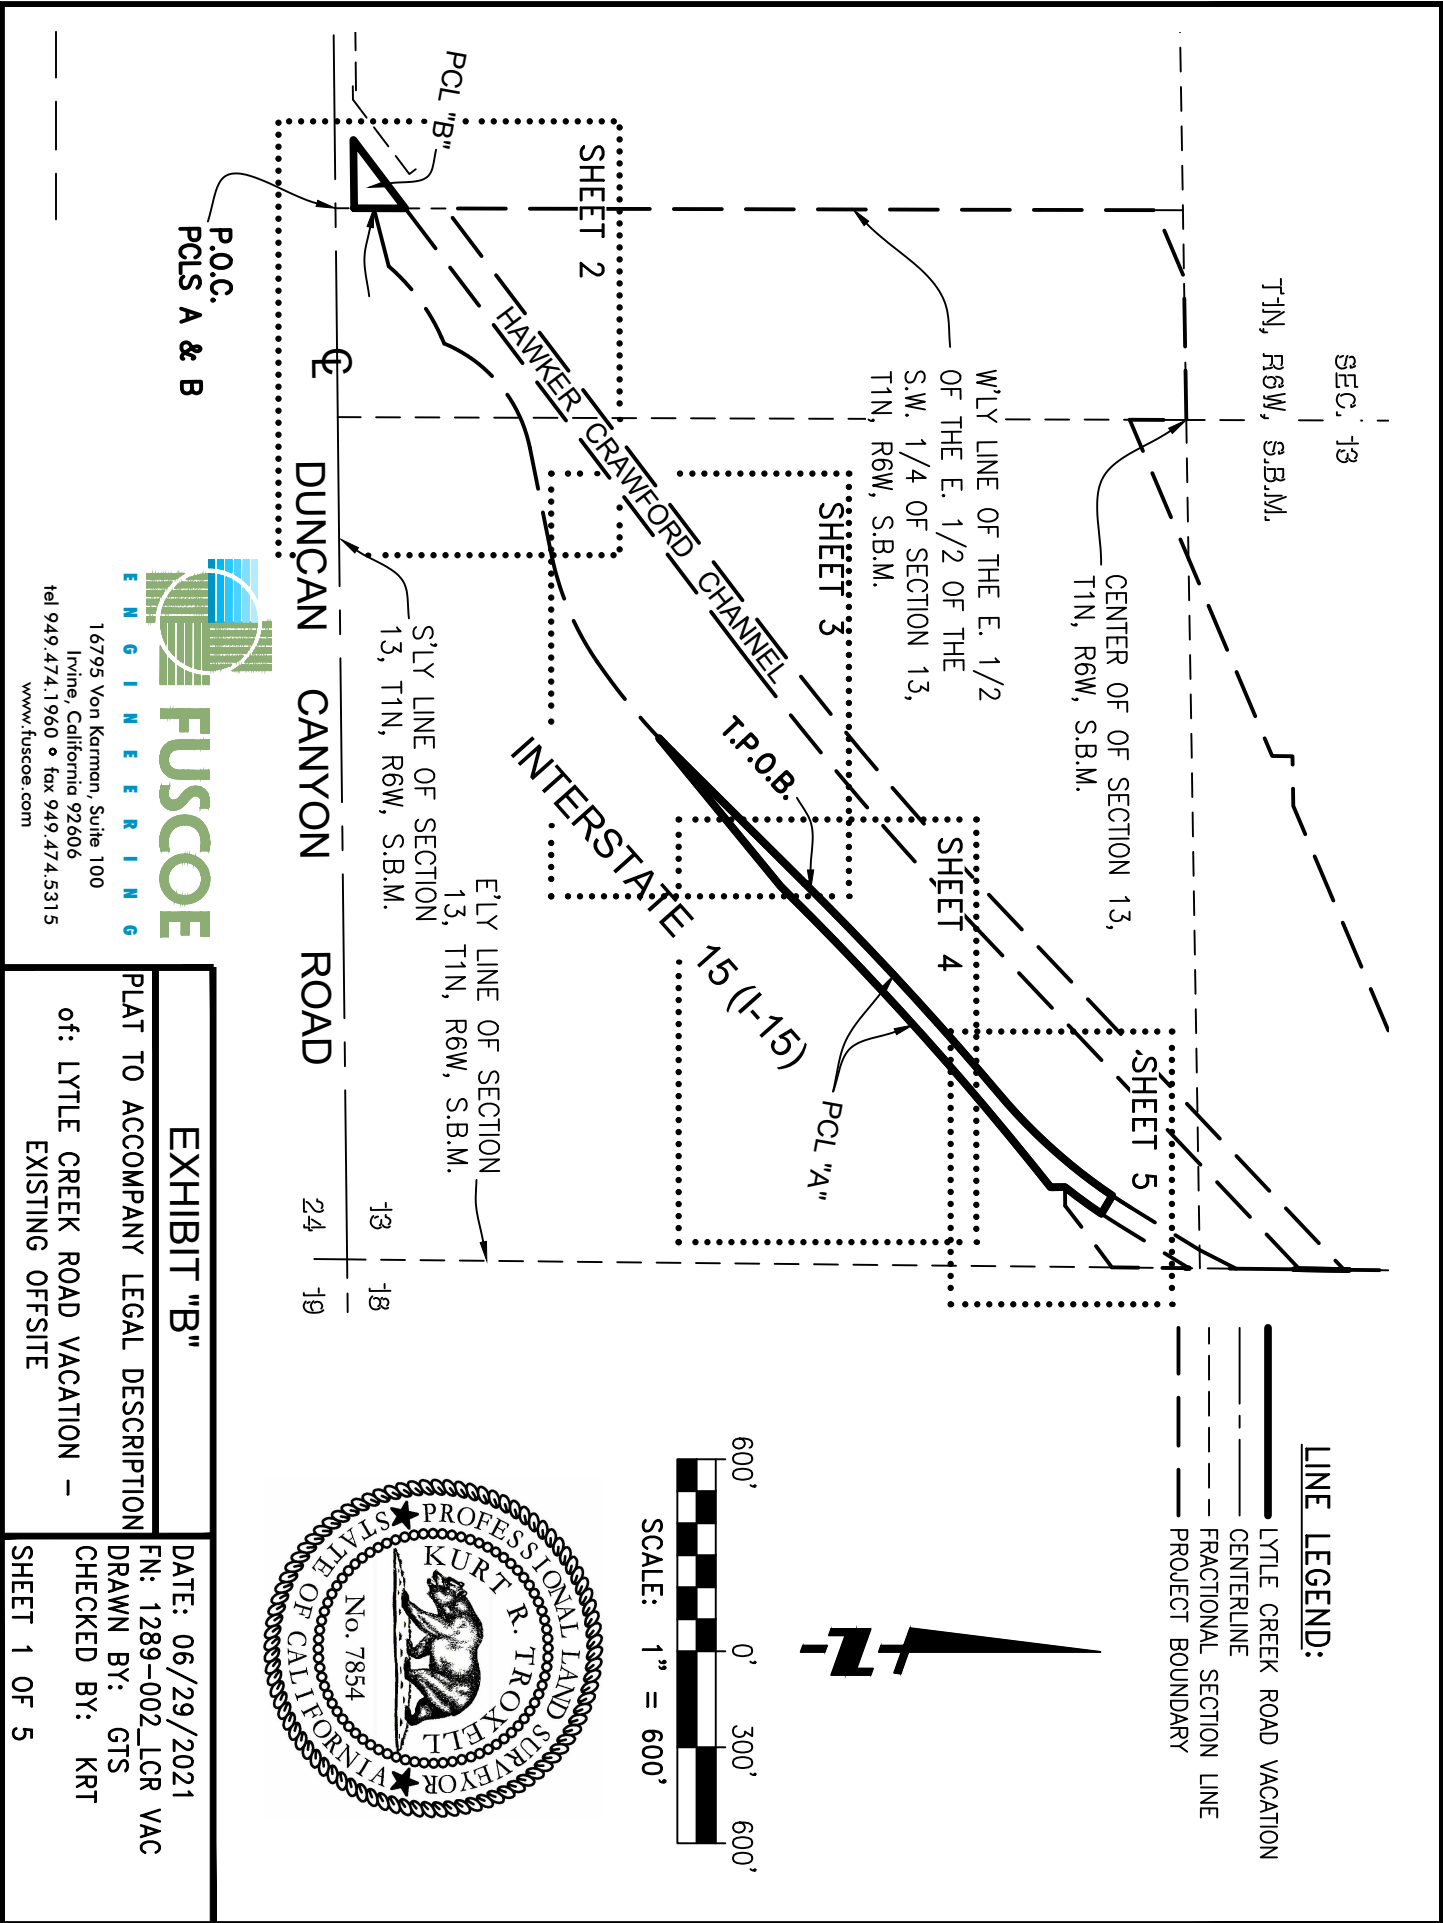 SEC. 13
T1N, R6W, S.B.M.
CENTER OF OF SECTION 13,
T1N, R6W, S.B.M.
W'LY LINE OF THE E. 1/2
OF THE E. 1/2 OF THE
S.W. 1/4 OF SECTION 13,
T1N, R6W, S.B.M.
SHEET 2
SHEET 3
SHEET 4
SHEET 5
HAWKER CRAWFORD CHANNEL
PCL "B"
T.P.O.B.
PCL "A"
INTERSTATE 15 (I-15)
S'LY LINE OF SECTION
13, T1N, R6W, S.B.M.
E'LY LINE OF SECTION
13, T1N, R6W, S.B.M.
13
18
24
19
CL
DUNCAN CANYON ROAD
P.O.C.
PCLS A & B
LINE LEGEND:
LYTLE CREEK ROAD VACATION
CENTERLINE
FRACTIONAL SECTION LINE
PROJECT BOUNDARY
N
600' 0' 300' 600'
SCALE: 1" = 600'
PROFESSIONAL LAND SURVEYOR
KURT R. TROXELL
No. 7854
STATE OF CALIFORNIA
FUSCOE
ENGINEERING
16795 Von Karman, Suite 100
Irvine, California 92606
tel 949.474.1960 ° fax 949.474.5315
www.fuscoe.com
EXHIBIT "B"
PLAT TO ACCOMPANY LEGAL DESCRIPTION
of: LYTLE CREEK ROAD VACATION -
EXISTING OFFSITE
DATE: 06/29/2021
FN: 1289-002_LCR VAC
DRAWN BY: GTS
CHECKED BY: KRT
SHEET 1 OF 5